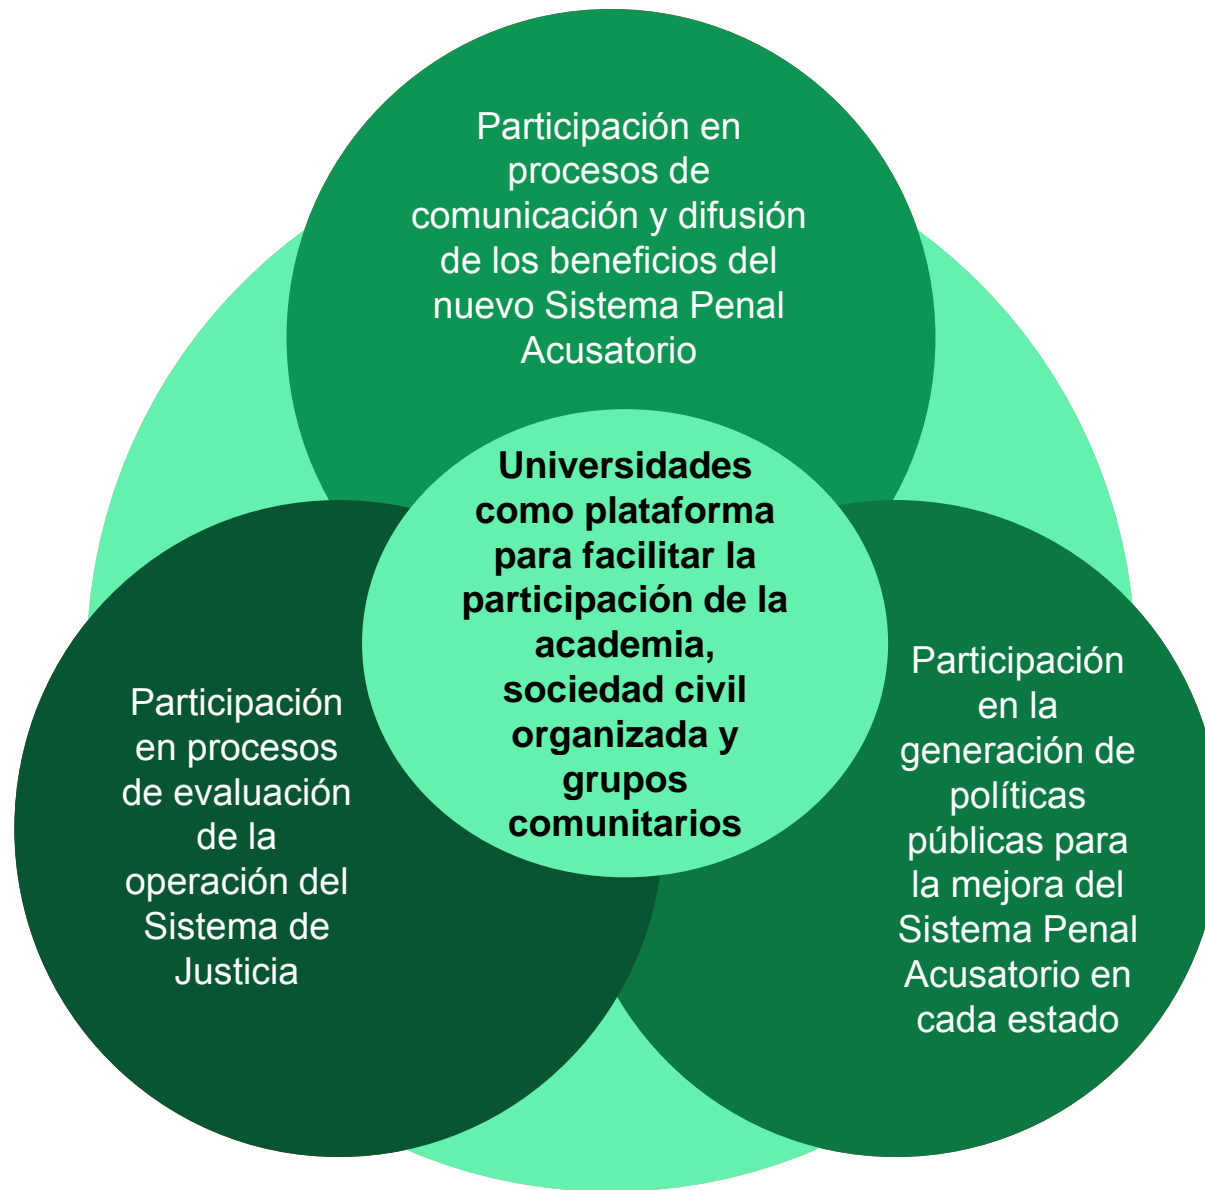 Participación en
procesos de
comunicación y difusión
de los beneficios del
nuevo Sistema Penal
Acusatorio
Universidades
como plataforma
para facilitar la
participación de la
academia,
sociedad civil
organizada y
grupos
comunitarios
Participación
en procesos
de evaluación
de la
operación del
Sistema de
Justicia
Participación
en la
generación de
políticas
públicas para
la mejora del
Sistema Penal
Acusatorio en
cada estado